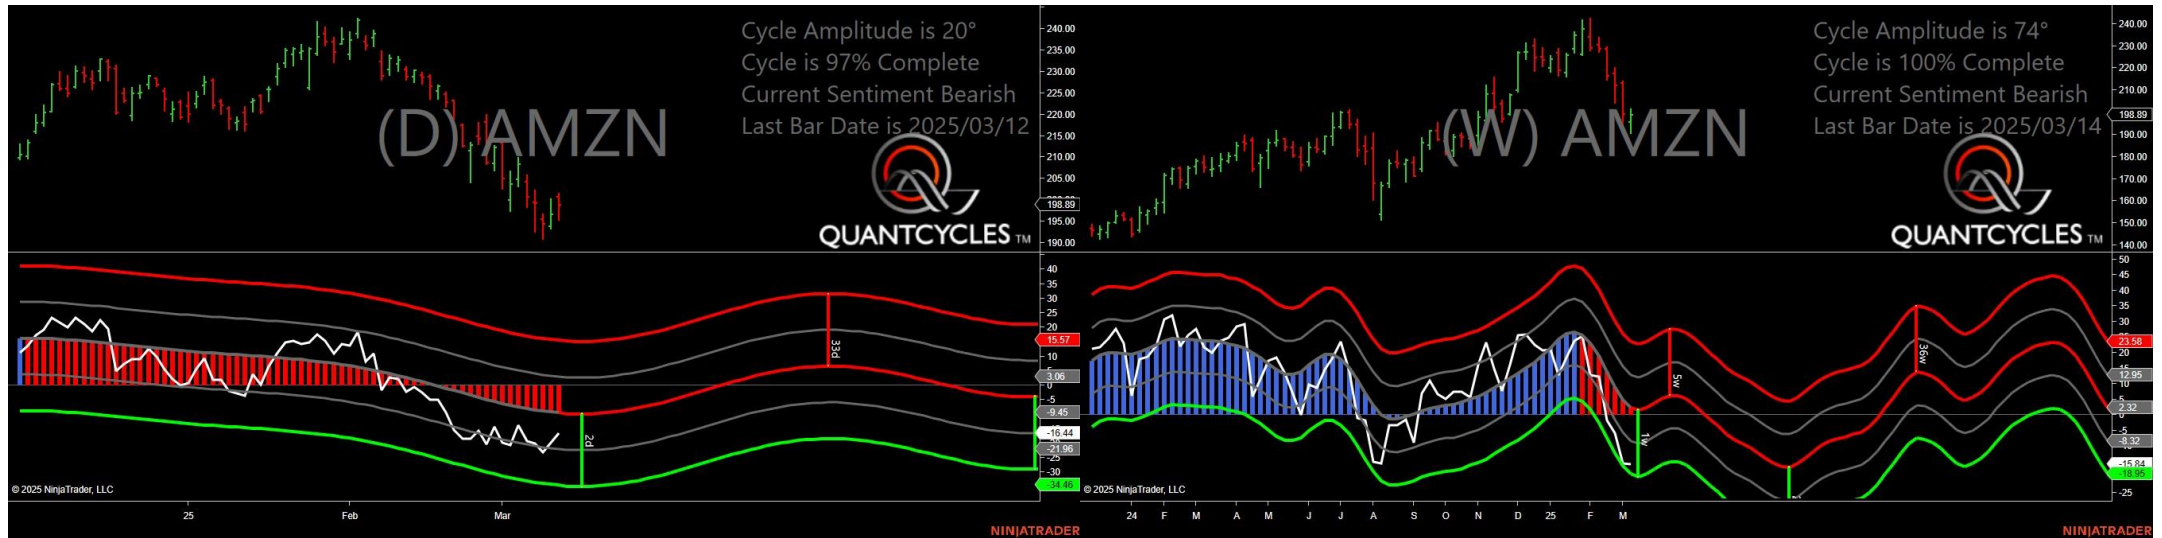 Cycle Amplitude is 20°
Cycle is 97% Complete
Current Sentiment Bearish
Last Bar Date is 2025/03/12
(D) AMZN
QUANTCYCLES TM
240.00
235.00
230.00
225.00
220.00
215.00
210.00
205.00
198.89
195.00
190.00
40
35
30
25
20
15.57
10
3.06
0
-5
-9.45
-16.44
-21.96
-25
-30
-34.46
33d
2d
© 2025 NinjaTrader, LLC
25
Feb
Mar
NINJATRADER
Cycle Amplitude is 74°
Cycle is 100% Complete
Current Sentiment Bearish
Last Bar Date is 2025/03/14
(W) AMZN
QUANTCYCLES TM
240.00
230.00
220.00
210.00
198.89
190.00
180.00
170.00
160.00
150.00
140.00
50
45
40
35
30
23.58
20
12.95
10
5
2.32
-5
-8.32
-15.84
-18.95
-25
5w
36w
1w
© 2025 NinjaTrader, LLC
24 F M A M J J A S O N D 25 F M
NINJATRADER